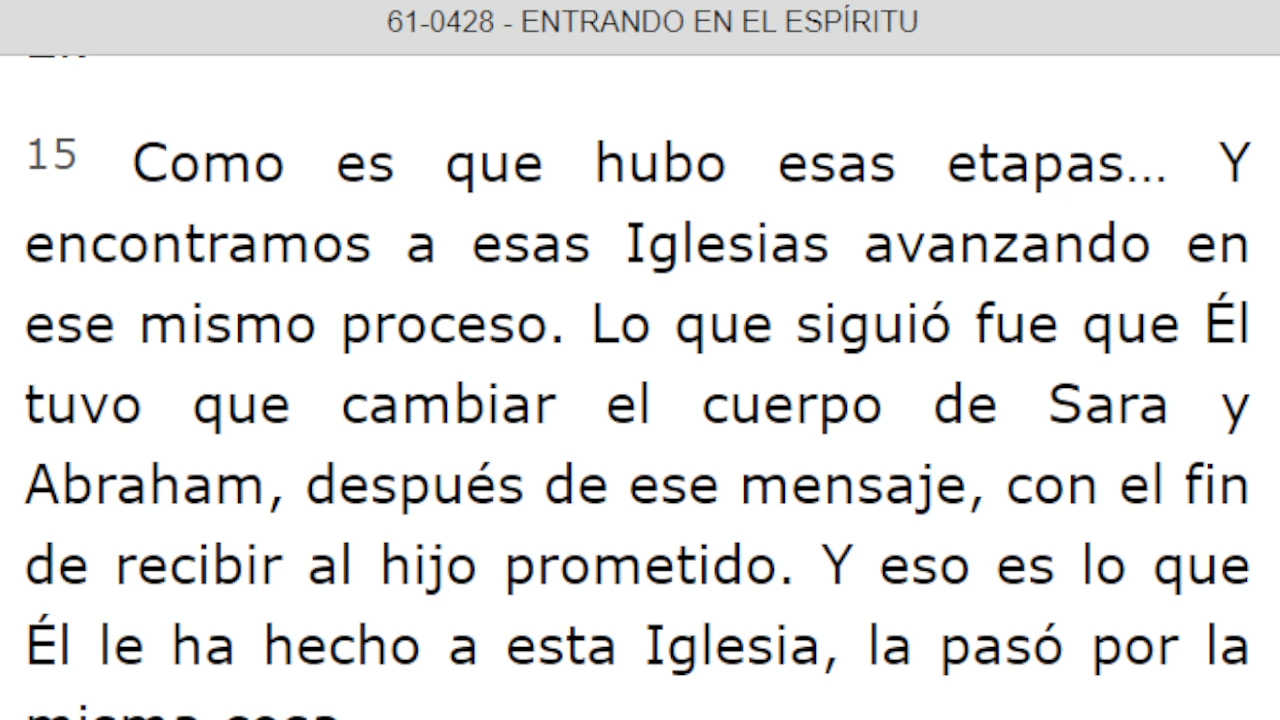 61-0428 - ENTRANDO EN EL ESPÍRITU
15 Como es que hubo esas etapas... Y
encontramos a esas Iglesias avanzando en
ese mismo proceso. Lo que siguió fue que Él
tuvo que cambiar el cuerpo de Sara y
Abraham, después de ese mensaje, con el fin
de recibir al hijo prometido. Y eso es lo que
Él le ha hecho a esta Iglesia, la pasó por la
misma cosa